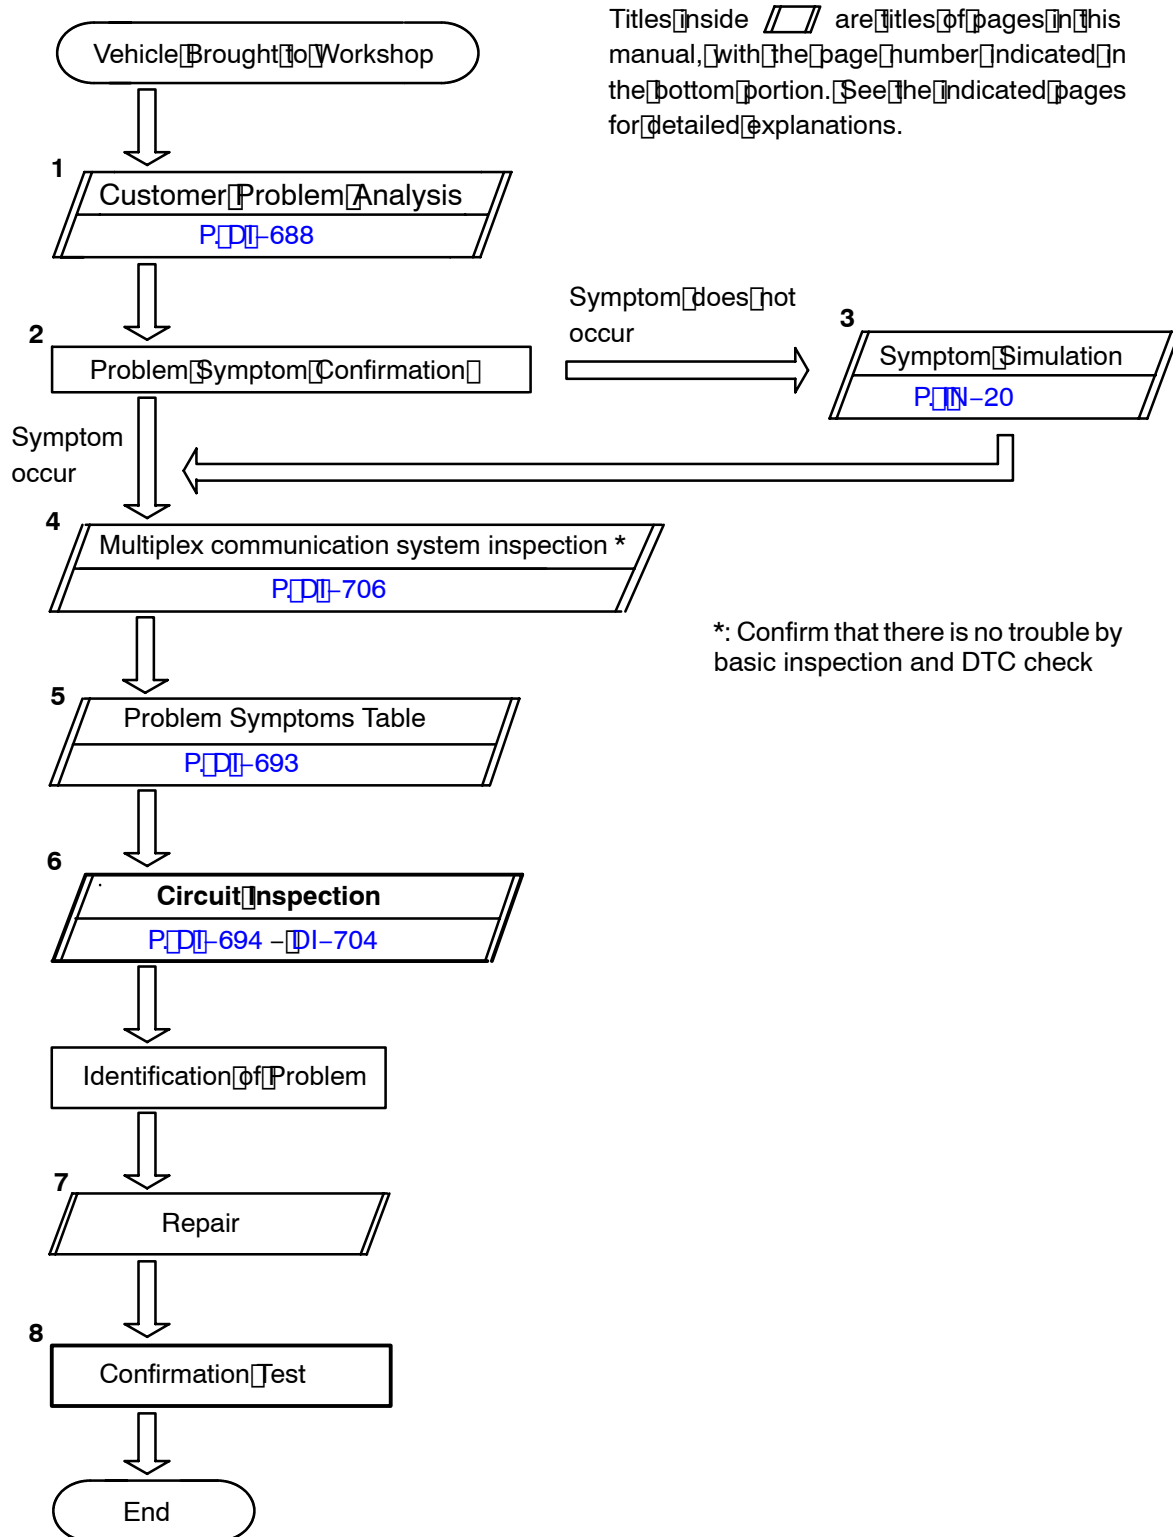 Vehicle Brought to Workshop
Titles inside are titles of pages in this
manual, with the page number indicated in
the bottom portion. See the indicated pages
for detailed explanations.
1
Customer Problem Analysis
P. DI–688
2
Problem Symptom Confirmation
Symptom does not
occur
3
Symptom Simulation
P. IN–20
Symptom
occur
4
Multiplex communication system inspection *
P. DI–706
*: Confirm that there is no trouble by
basic inspection and DTC check
5
Problem Symptoms Table
P. DI–693
6
Circuit Inspection
P. DI–694 – DI–704
Identification of Problem
7
Repair
8
Confirmation Test
End